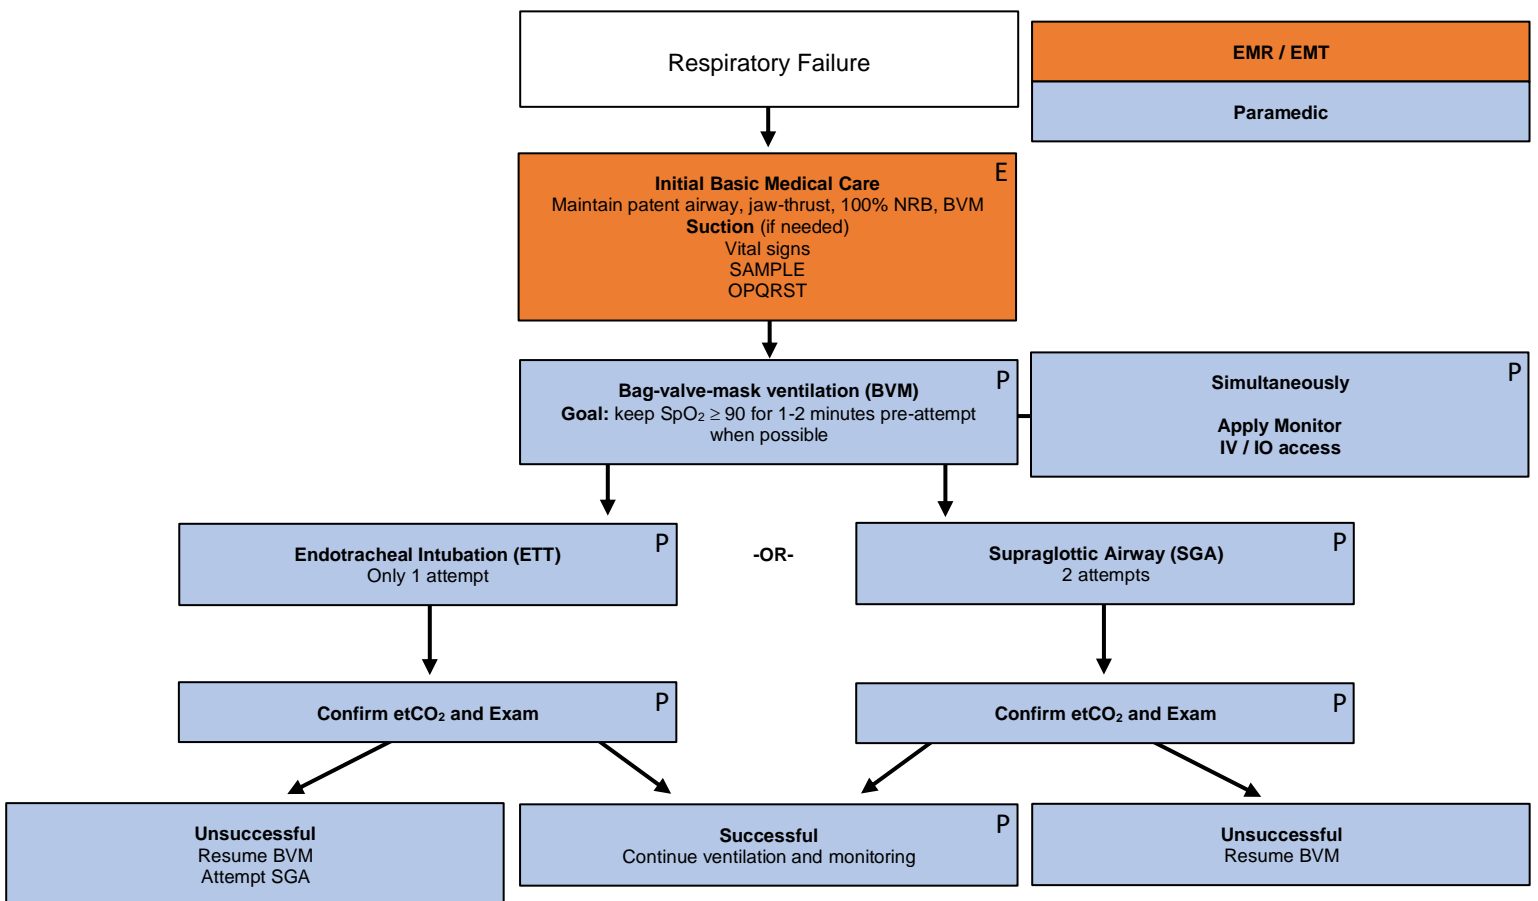 Respiratory Failure
EMR / EMT
Paramedic
E
Initial Basic Medical Care
Maintain patent airway, jaw-thrust, 100% NRB, BVM
Suction (if needed)
Vital signs
SAMPLE
OPQRST
P
Bag-valve-mask ventilation (BVM)
Goal: keep SpO₂ ≥ 90 for 1-2 minutes pre-attempt
when possible
P
Simultaneously
Apply Monitor
IV / IO access
P
Endotracheal Intubation (ETT)
Only 1 attempt
-OR-
P
Supraglottic Airway (SGA)
2 attempts
P
Confirm etCO₂ and Exam
P
Confirm etCO₂ and Exam
Unsuccessful
Resume BVM
Attempt SGA
P
Successful
Continue ventilation and monitoring
Unsuccessful
Resume BVM